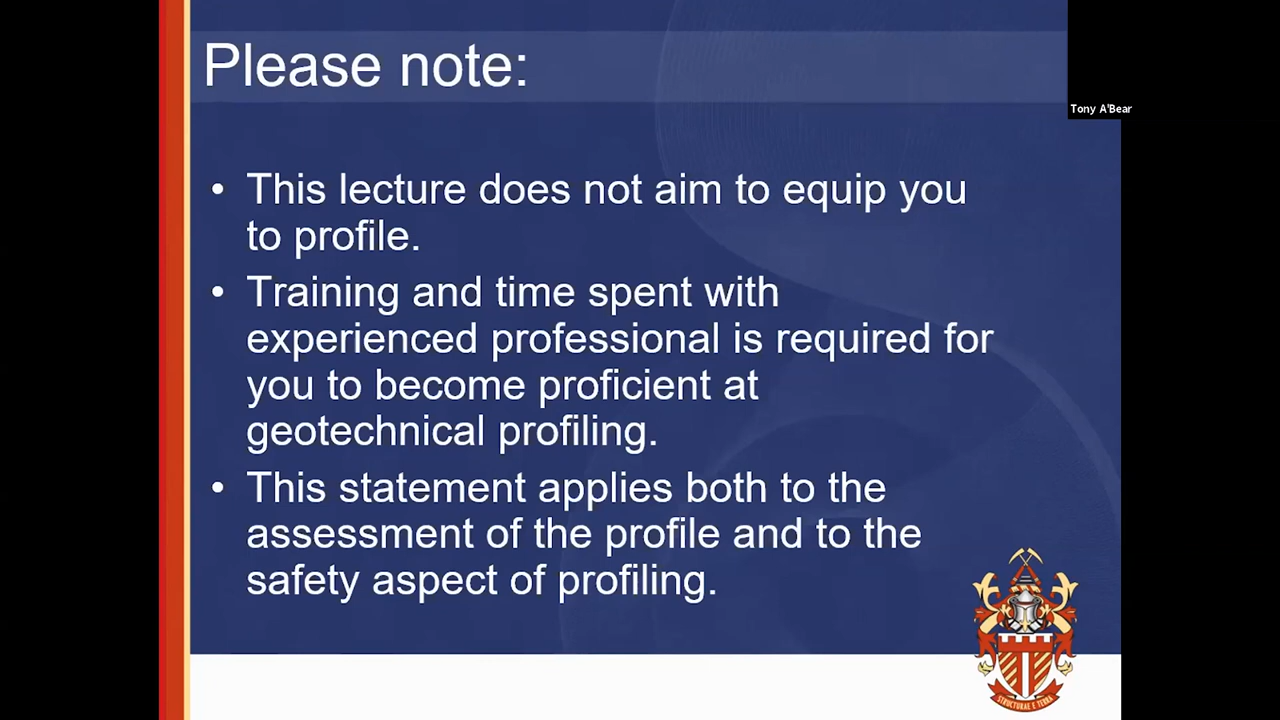 Please note:
Tony A'Bear
• This lecture does not aim to equip you
to profile.
• Training and time spent with
experienced professional is required for
you to become proficient at
geotechnical profiling.
• This statement applies both to the
assessment of the profile and to the
safety aspect of profiling.
STRUCTURAE E TERRA